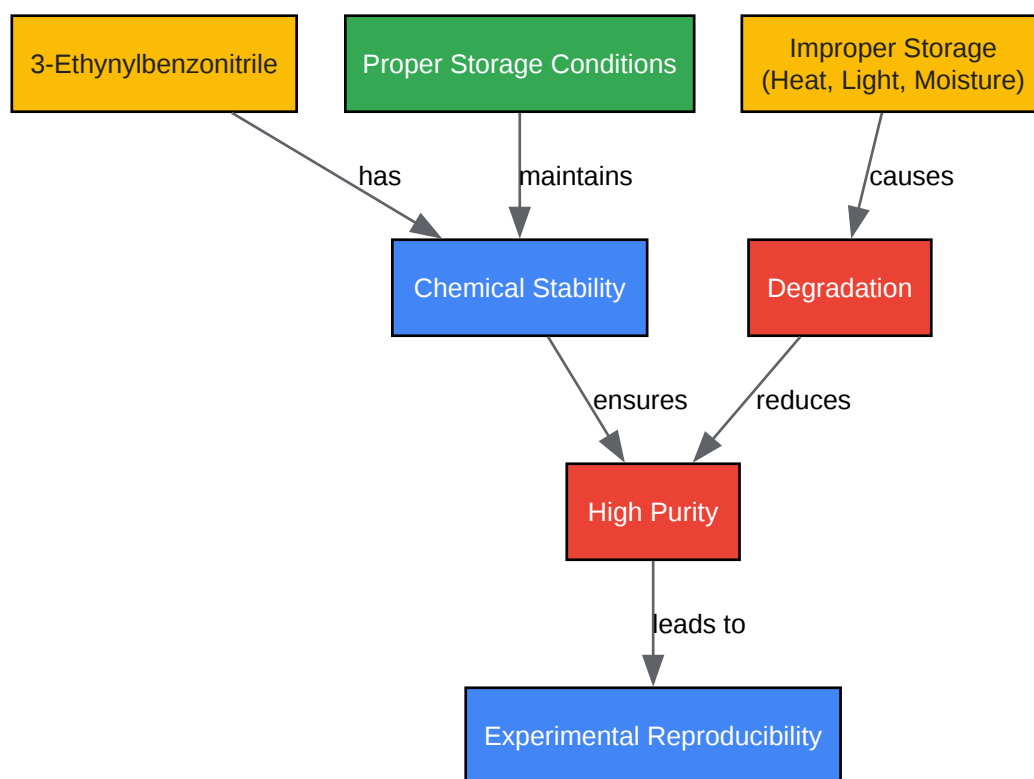 3-Ethynylbenzonitrile
Proper Storage Conditions
Improper Storage
(Heat, Light, Moisture)
has
maintains
causes
Chemical Stability
Degradation
ensures
reduces
High Purity
leads to
Experimental Reproducibility